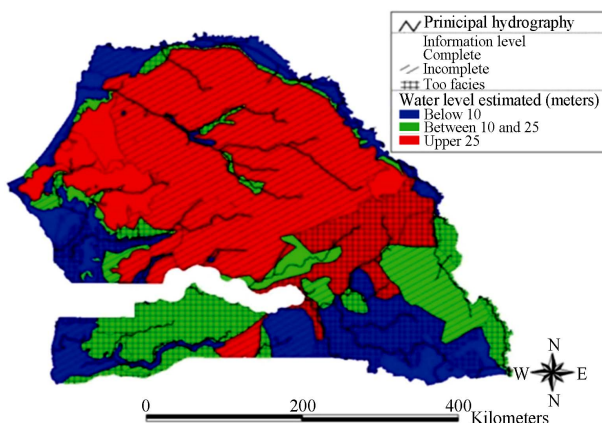 Prinicipal hydrography
Information level
Complete
Incomplete
Too facies
Water level estimated (meters)
Below 10
Between 10 and 25
Upper 25
N
W E
N
0 200 400
Kilometers